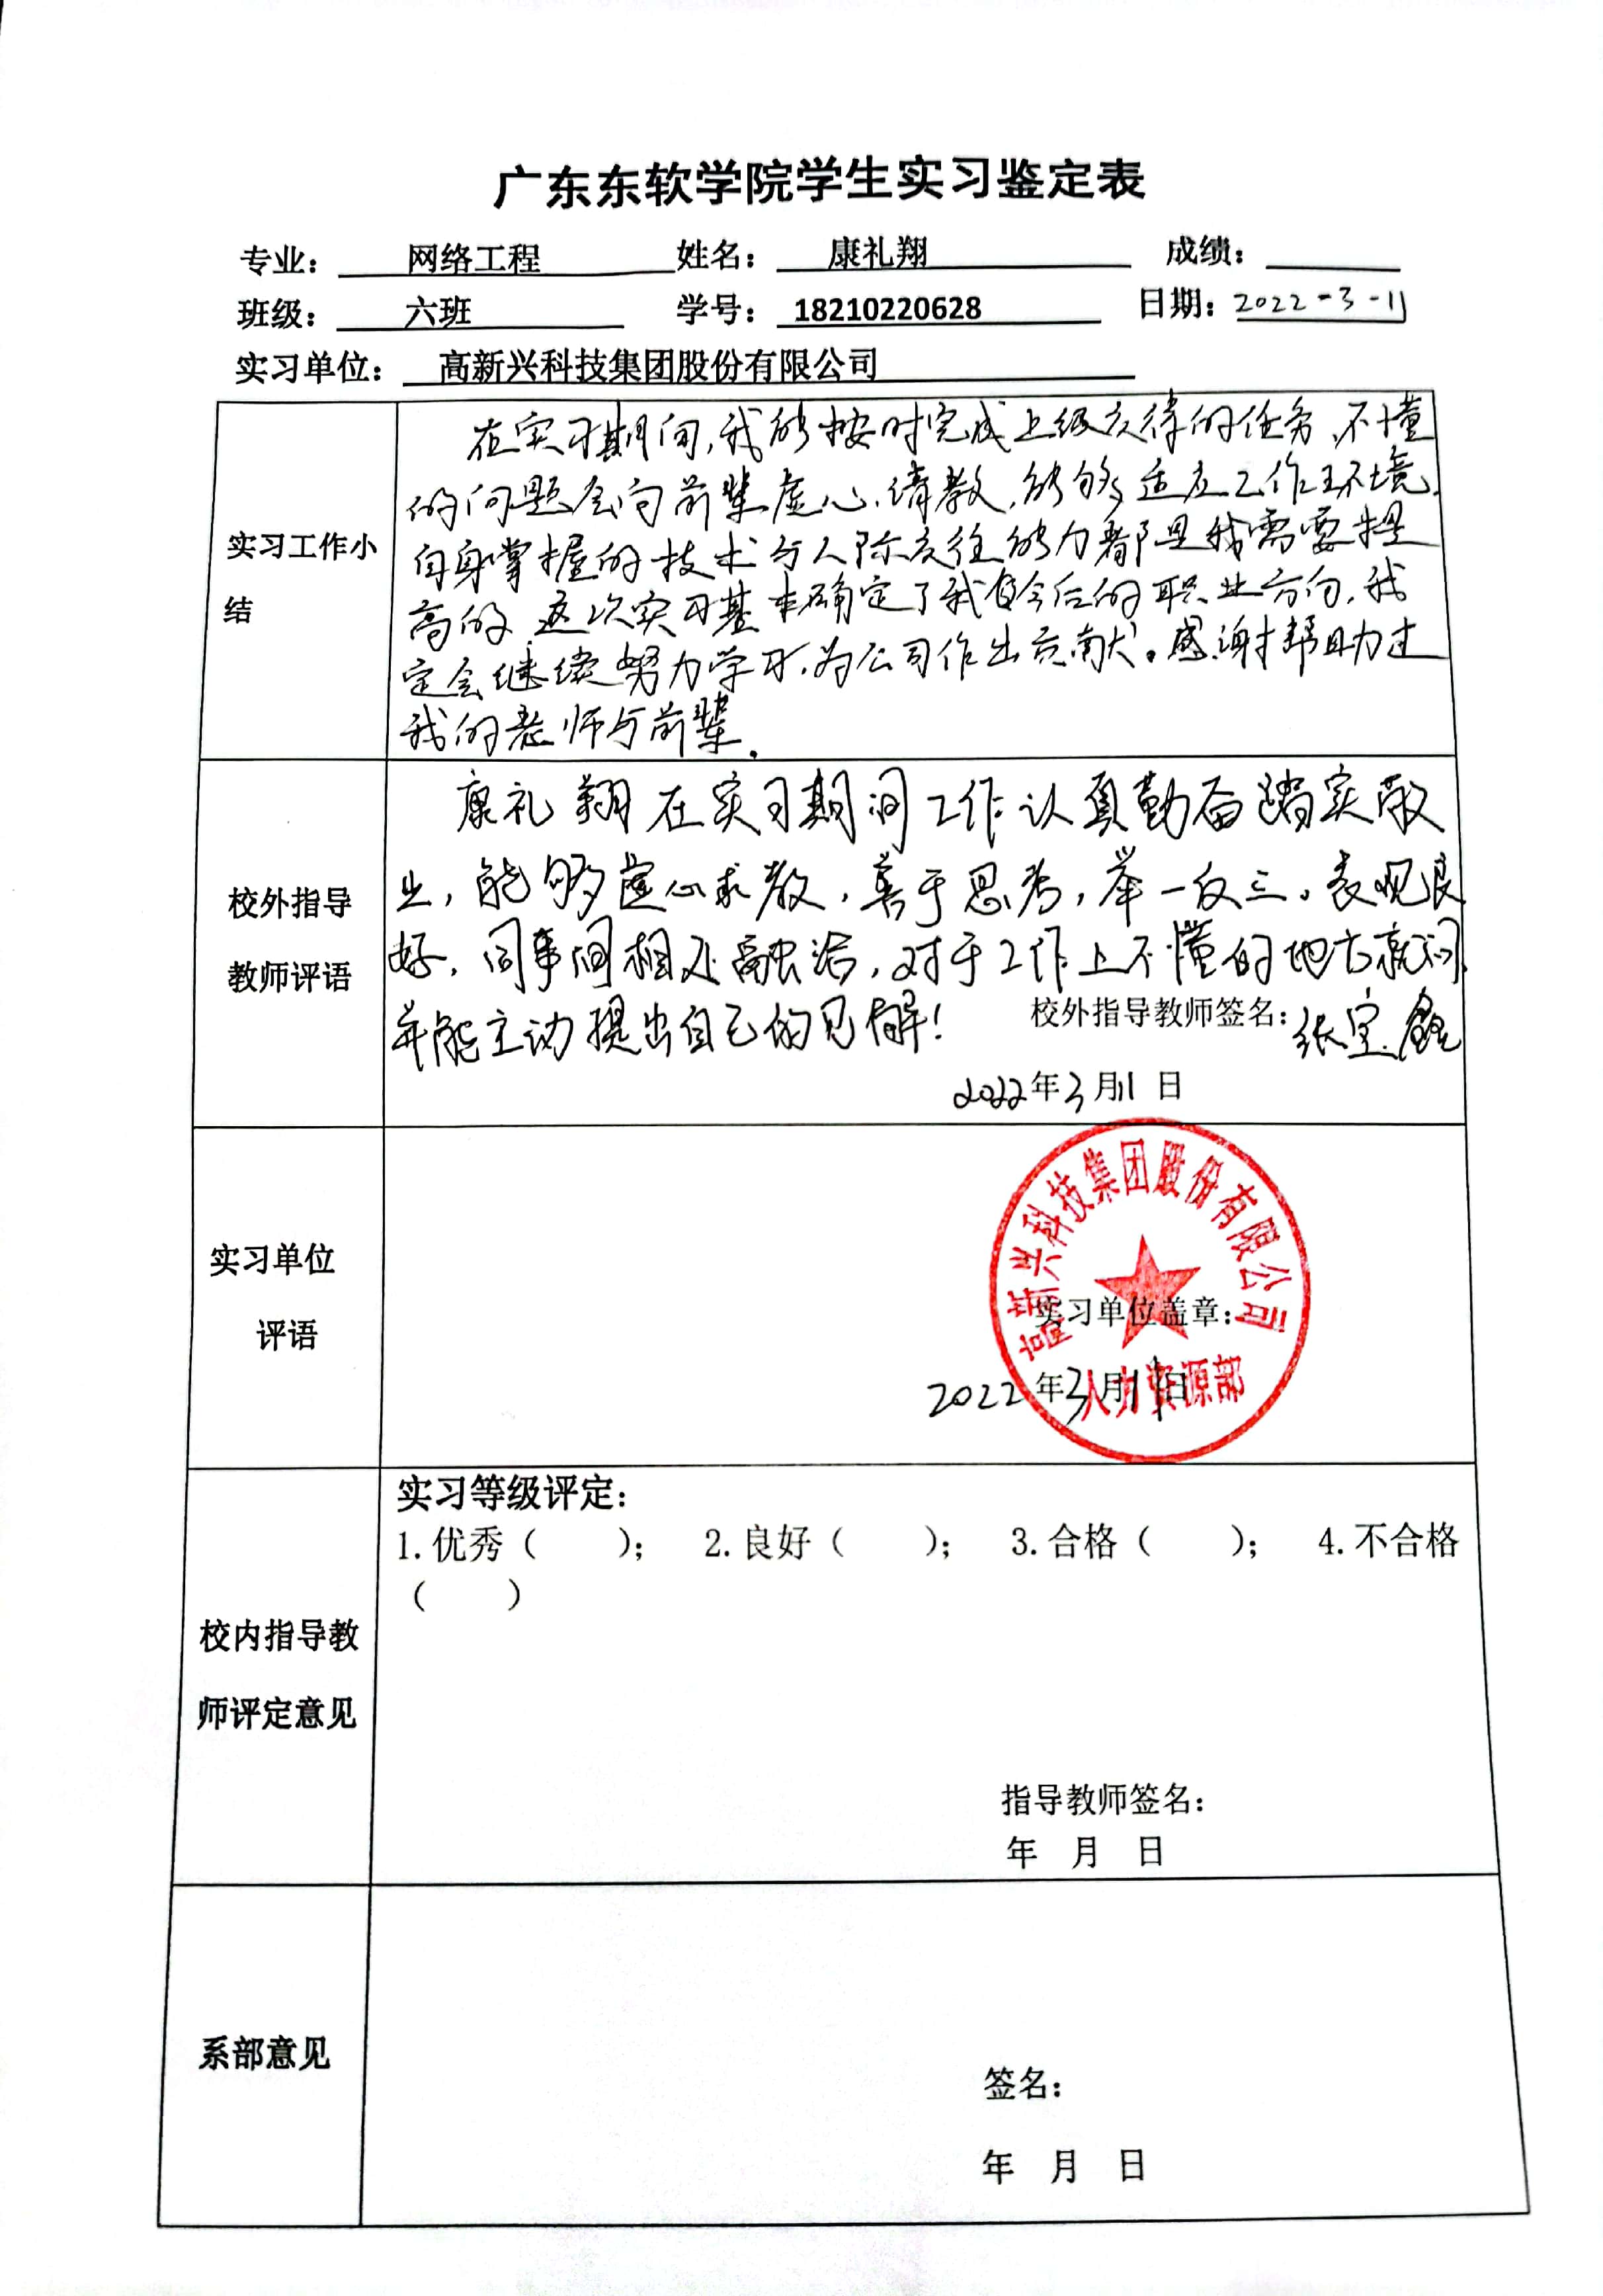 广东东软学院学生实习鉴定表
专业： 网络工程 姓名： 康礼翔 成绩：
班级： 六班 学号： 18210220628 日期：2022-3-11
实习单位： 高新兴科技集团股份有限公司
实习工作小
结
在实习期间，我能按时完成上级交待的任务，不懂
的问题会向前辈虚心请教，能够适应工作环境，
自身掌握的技术与人际交往能力都是我需要提
高的，这次实习基本确定了我今后的职业方向，我
定会继续努力学习，为公司作出贡献。感谢帮助过
我的老师与前辈。
校外指导
教师评语
康礼翔在实习期间工作认真勤奋踏实敬
业，能够虚心求教，善于思考，举一反三。表现良
好，同事间相处融洽，对于工作上不懂的地方就问，
并能主动提出自己的见解！
校外指导教师签名：张宝鑫
2022年3月11日
实习单位
评语
高新兴科技集团股份有限公司
实习单位盖章：
2022年3月11日
人力资源部
校内指导教
师评定意见
实习等级评定：
1.优秀（ ）； 2.良好（ ）； 3.合格（ ）； 4.不合格
（ ）
指导教师签名：
年 月 日
系部意见
签名：
年 月 日